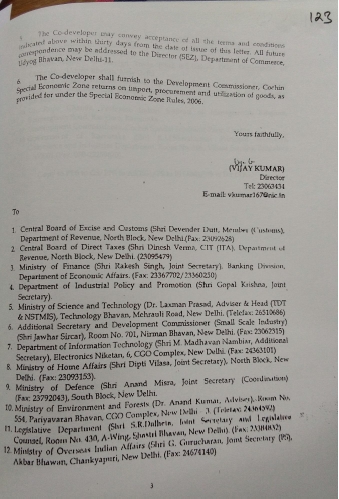 123
5. The Co-developer may convey acceptance of all the terms and conditions
indicated above within thirty days from the date of issue of this letter. All future
correspondence may be addressed to the Director (SEZ), Department of Commerce,
Udyog Bhavan, New Delhi-11.
6. The Co-developer shall furnish to the Development Commissioner, Cochin
Special Economic Zone returns on import, procurement and utilization of goods, as
provided for under the Special Economic Zone Rules, 2006.
Yours faithfully,
(VIJAY KUMAR)
Director
Tel: 23063434
E-mail: vkumar167@nic.in
To
1. Central Board of Excise and Customs (Shri Devender Dutt, Member (Customs),
Department of Revenue, North Block, New Delhi.(Fax: 23092628)
2. Central Board of Direct Taxes (Shri Dinesh Verma, CIT (ITA), Department of
Revenue, North Block, New Delhi. (23095479)
3. Ministry of Finance (Shri Rakesh Singh, Joint Secretary), Banking Division,
Department of Economic Affairs. (Fax: 23367702/23360250)
4. Department of Industrial Policy and Promotion (Shri Gopal Krishna, Joint
Secretary).
5. Ministry of Science and Technology (Dr. Laxman Prasad, Adviser & Head (TDT
& NSTMIS), Technology Bhavan, Mehrauli Road, New Delhi. (Telefax: 26510686)
6. Additional Secretary and Development Commissioner (Small Scale Industry)
(Shri Jawhar Sircar), Room No. 701, Nirman Bhavan, New Delhi. (Fax: 23062315)
7. Department of Information Technology (Shri M. Madhavan Nambiar, Additional
Secretary), Electronics Niketan, 6, CGO Complex, New Delhi. (Fax: 24363101)
8. Ministry of Home Affairs (Shri Dipti Vilasa, Joint Secretary), North Block, New
Delhi. (Fax: 23093155).
9. Ministry of Defence (Shri Anand Misra, Joint Secretary (Coordination)
(Fax: 23792043), South Block, New Delhi.
10. Ministry of Environment and Forests (Dr. Anand Kumar, Adviser), Room No.
554, Pariyavaran Bhavan, CGO Complex, New Delhi - 3 (Telefax: 24364592)
11. Legislative Department (Shri S.R.Dalheta, Joint Secretary and Legislative
Counsel, Room No. 430, A-Wing, Shastri Bhavan, New Delhi). (Fax: 23384832)
12. Ministry of Overseas Indian Affairs (Shri G. Gurucharan, Joint Secretary (FS),
Akbar Bhawan, Chankyapuri, New Delhi. (Fax: 24674140)
3